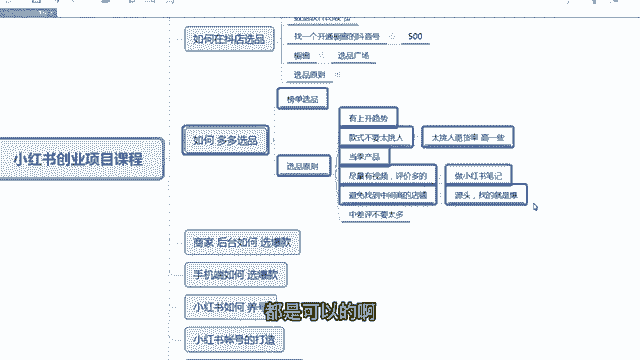 如何在抖店选品
找一个开通橱窗的抖音号
500
橱窗
选品广场
选品原则
榜单选品
有上升趋势
款式不要太挑人
太挑人退货率 高一些
如何 多多选品
当季产品
小红书创业项目课程
选品原则
尽量有视频，评价多的
做小红书笔记
避免找到中间商的店铺
源头，找的就是爆
中差评不要太多
商家 后台如何 选爆款
手机端如何 选爆款
小红书如何 养号
都是可以的啊
小红书帐号的打造